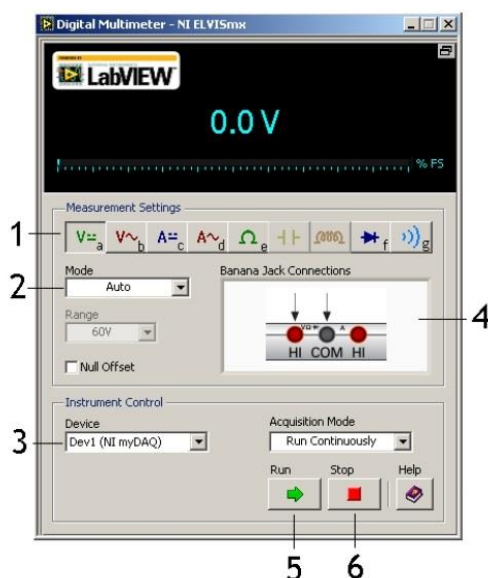 Digital Multimeter - NI ELVISmx
POWERED BY
LabVIEW
0.0 V
% FS
Measurement Settings
1
V a V b A c A d Ω e f g
Mode
Banana Jack Connections
2
Auto
Range
60V
VΩ A
HI COM HI
4
Null Offset
Instrument Control
Device
Acquisition Mode
3
Dev1 (NI myDAQ)
Run Continuously
Run Stop Help
5 6